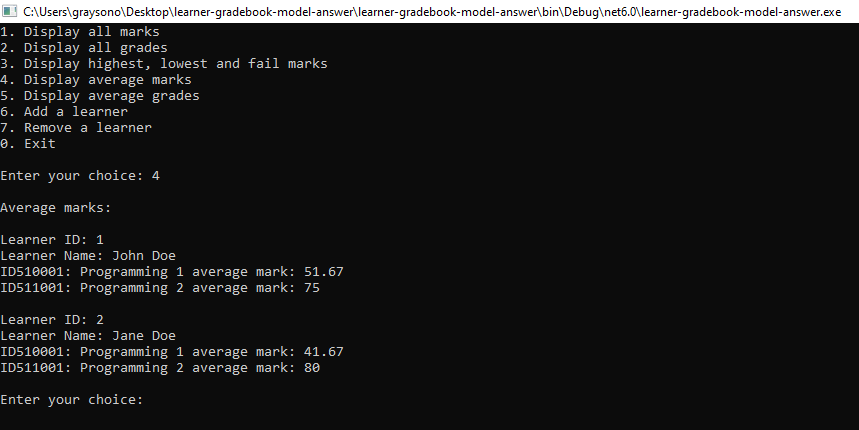 C:\Users\graysono\Desktop\learner-gradebook-model-answer\learner-gradebook-model-answer\bin\Debug\net6.0\learner-gradebook-model-answer.exe
1. Display all marks
2. Display all grades
3. Display highest, lowest and fail marks
4. Display average marks
5. Display average grades
6. Add a learner
7. Remove a learner
0. Exit
Enter your choice: 4
Average marks:
Learner ID: 1
Learner Name: John Doe
ID510001: Programming 1 average mark: 51.67
ID511001: Programming 2 average mark: 75
Learner ID: 2
Learner Name: Jane Doe
ID510001: Programming 1 average mark: 41.67
ID511001: Programming 2 average mark: 80
Enter your choice: